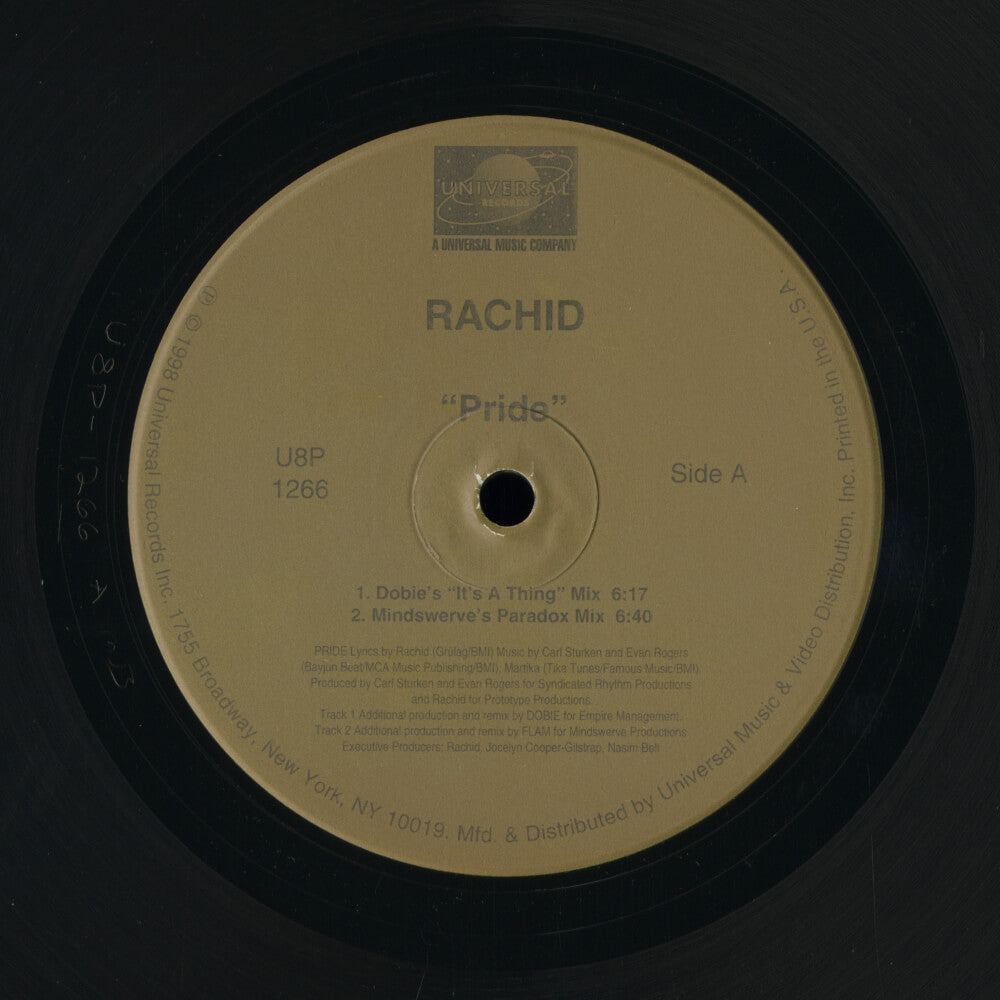 UNIVERSAL
RECORDS
A UNIVERSAL MUSIC COMPANY
RACHID
“Pride”
U8P
1266
Side A
1. Dobie's “It's A Thing” Mix 6:17
2. Mindswerve's Paradox Mix 6:40
PRIDE Lyrics by Rachid (Grülag/BMI) Music by Carl Sturken and Evan Rogers
(Bayjun Beat/MCA Music Publishing/BMI), Martika (Tika Tunes/Famous Music/BMI).
Produced by Carl Sturken and Evan Rogers for Syndicated Rhythm Productions
and Rachid for Prototype Productions.
Track 1 Additional production and remix by DOBIE for Empire Management.
Track 2 Additional production and remix by FLAM for Mindswerve Productions
Executive Producers: Rachid, Jocelyn Cooper-Gilstrap, Nasim Bell
℗ © 1998 Universal Records Inc. 1755 Broadway, New York, NY 10019. Mfd. & Distributed by Universal Music & Video Distribution, Inc. Printed in the U.S.A
U8P-1266 A